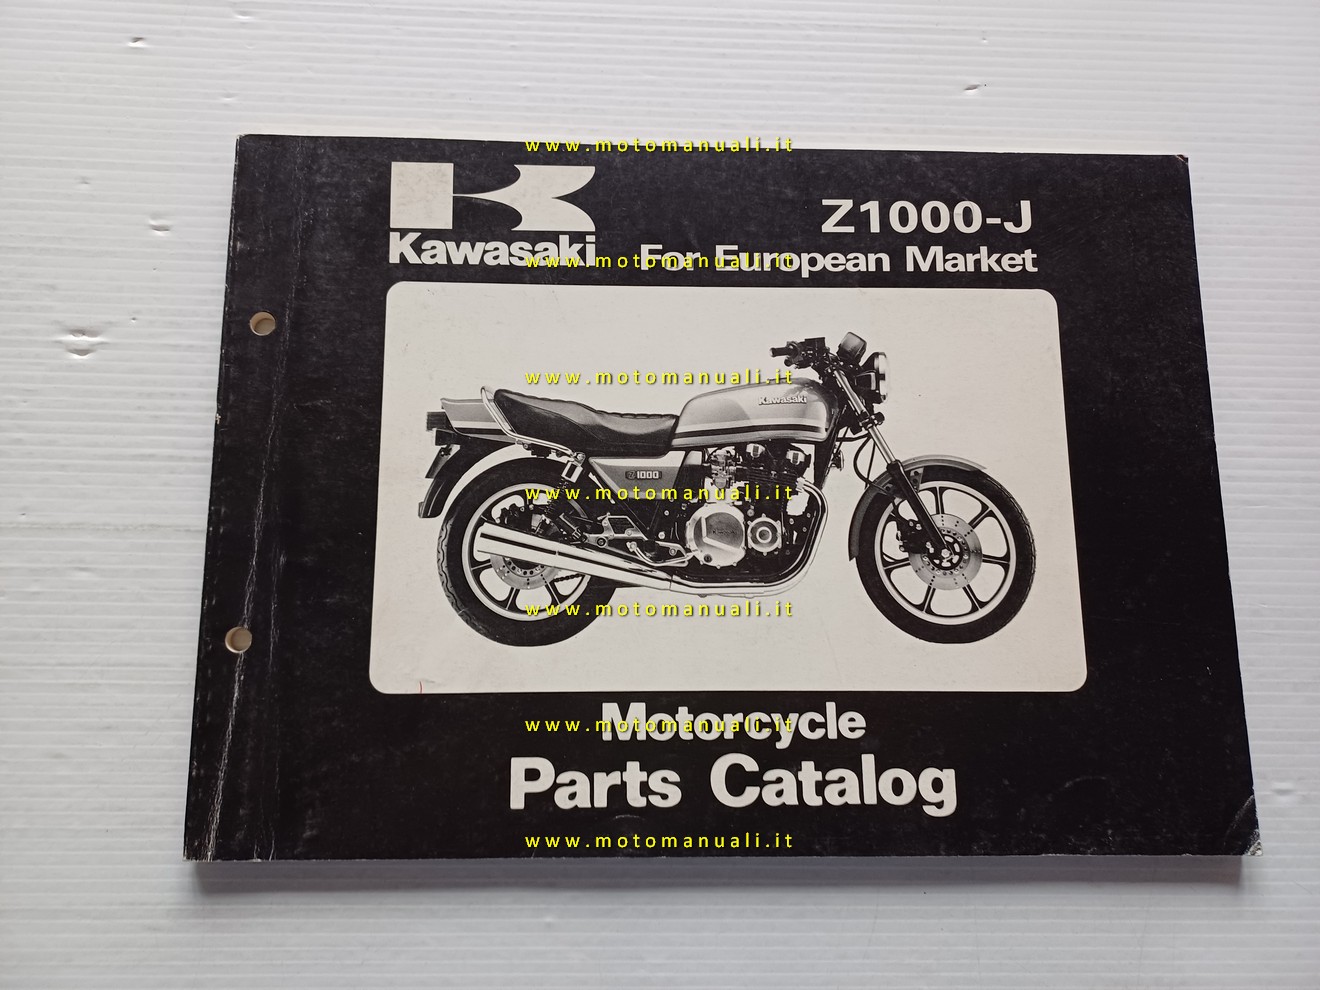 www.motomanuali.it
Z1000-J
Kawasaki
For European Market
www.motomanuali.it
www.motomanuali.it
Kawasaki
Z1000
www.motomanuali.it
www.motomanuali.it
Motorcycle
www.motomanuali.it
Parts Catalog
www.motomanuali.it